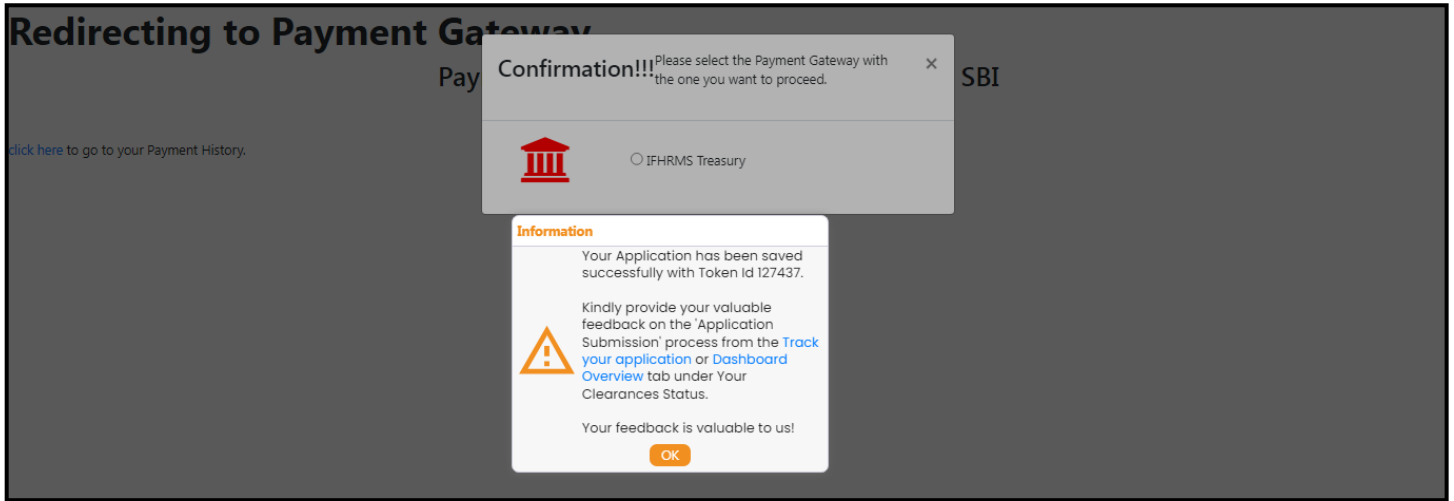 Redirecting to Payment Gateway
Pay
SBI
Confirmation!!!
Please select the Payment Gateway with
the one you want to proceed.
×
click here to go to your Payment History.
IFHRMS Treasury
Information
Your Application has been saved
successfully with Token Id 127437.
Kindly provide your valuable
feedback on the 'Application
Submission' process from the Track
your application or Dashboard
Overview tab under Your
Clearances Status.
Your feedback is valuable to us!
OK